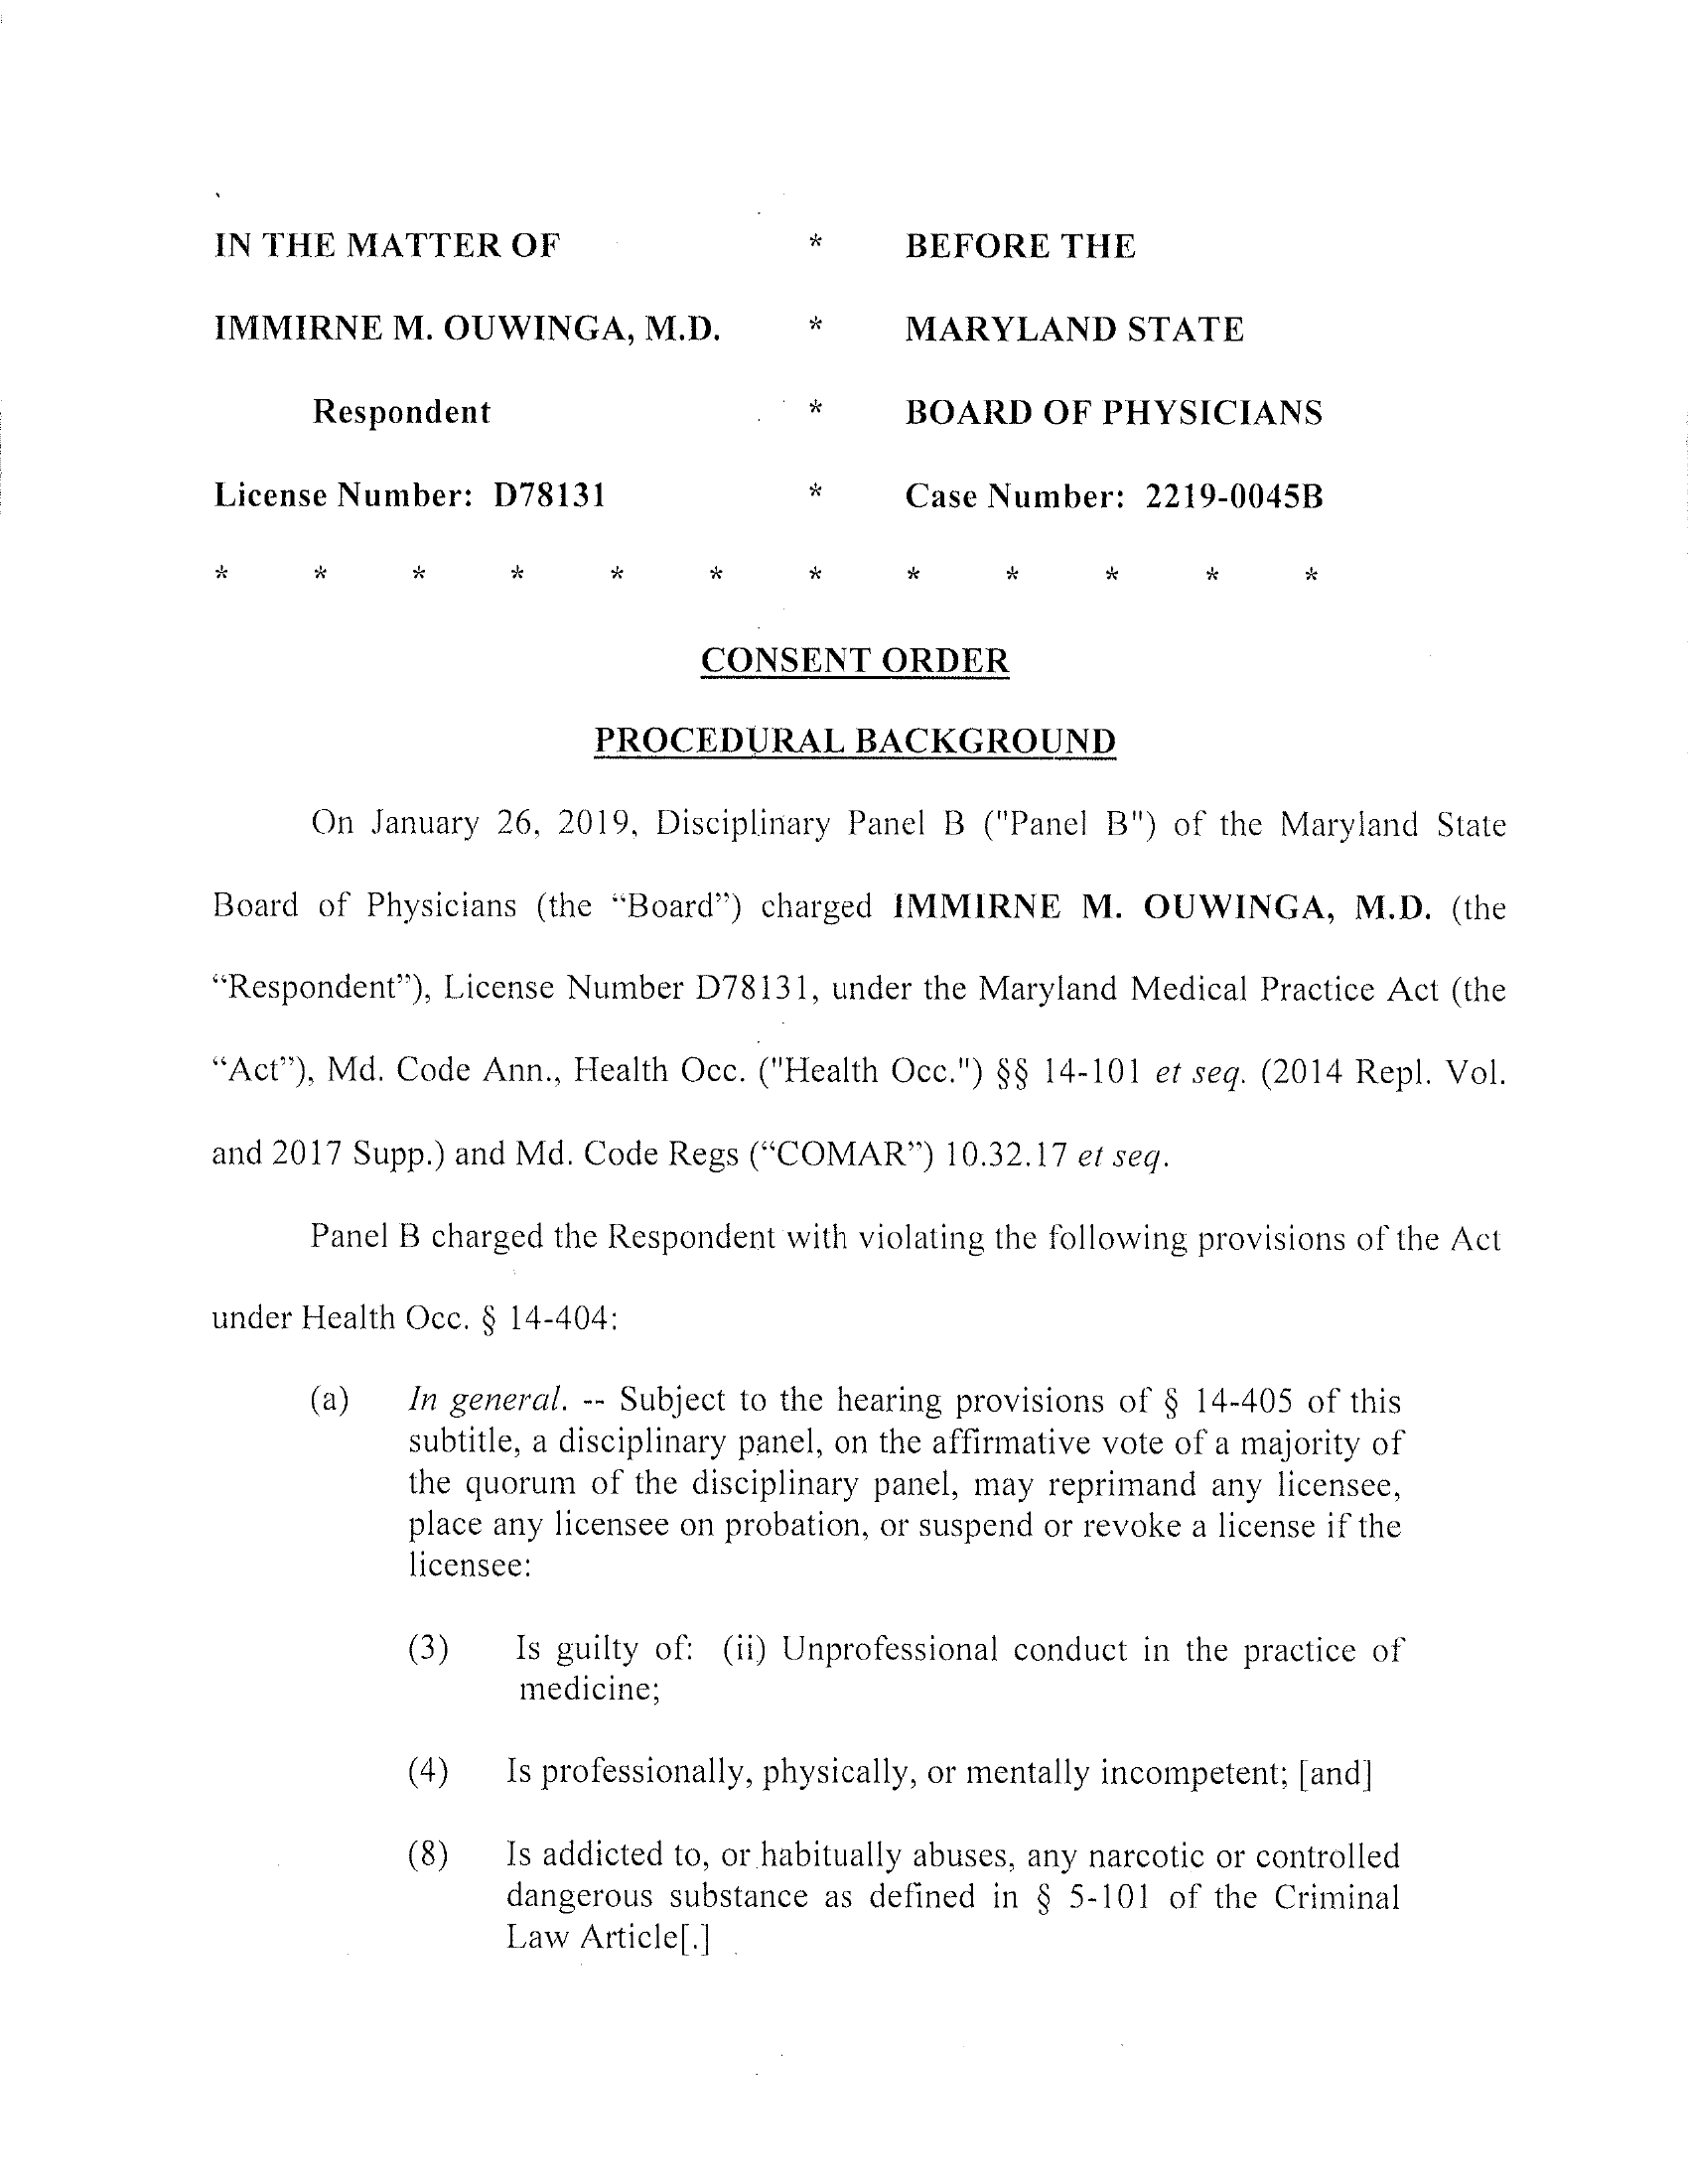 IN THE MATTER OF * BEFORE THE
IMMIRNE M. OUWINGA, M.D. * MARYLAND STATE
Respondent * BOARD OF PHYSICIANS
License Number: D78131 * Case Number: 2219-0045B
* * * * * * * * * * * *
CONSENT ORDER
PROCEDURAL BACKGROUND
On January 26, 2019, Disciplinary Panel B ("Panel B") of the Maryland State
Board of Physicians (the “Board”) charged IMMIRNE M. OUWINGA, M.D. (the
“Respondent”), License Number D78131, under the Maryland Medical Practice Act (the
“Act”), Md. Code Ann., Health Occ. ("Health Occ.") §§ 14-101 et seq. (2014 Repl. Vol.
and 2017 Supp.) and Md. Code Regs (“COMAR”) 10.32.17 et seq.
Panel B charged the Respondent with violating the following provisions of the Act
under Health Occ. § 14-404:
(a) In general. -- Subject to the hearing provisions of § 14-405 of this
subtitle, a disciplinary panel, on the affirmative vote of a majority of
the quorum of the disciplinary panel, may reprimand any licensee,
place any licensee on probation, or suspend or revoke a license if the
licensee:
(3) Is guilty of: (ii) Unprofessional conduct in the practice of
medicine;
(4) Is professionally, physically, or mentally incompetent; [and]
(8) Is addicted to, or habitually abuses, any narcotic or controlled
dangerous substance as defined in § 5-101 of the Criminal
Law Article[.]